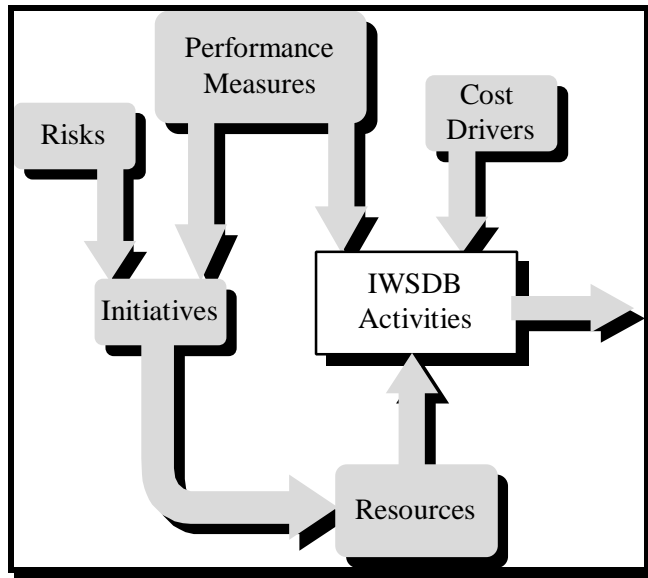 Performance
Measures
Cost
Drivers
Risks
IWSDB
Activities
Initiatives
Resources